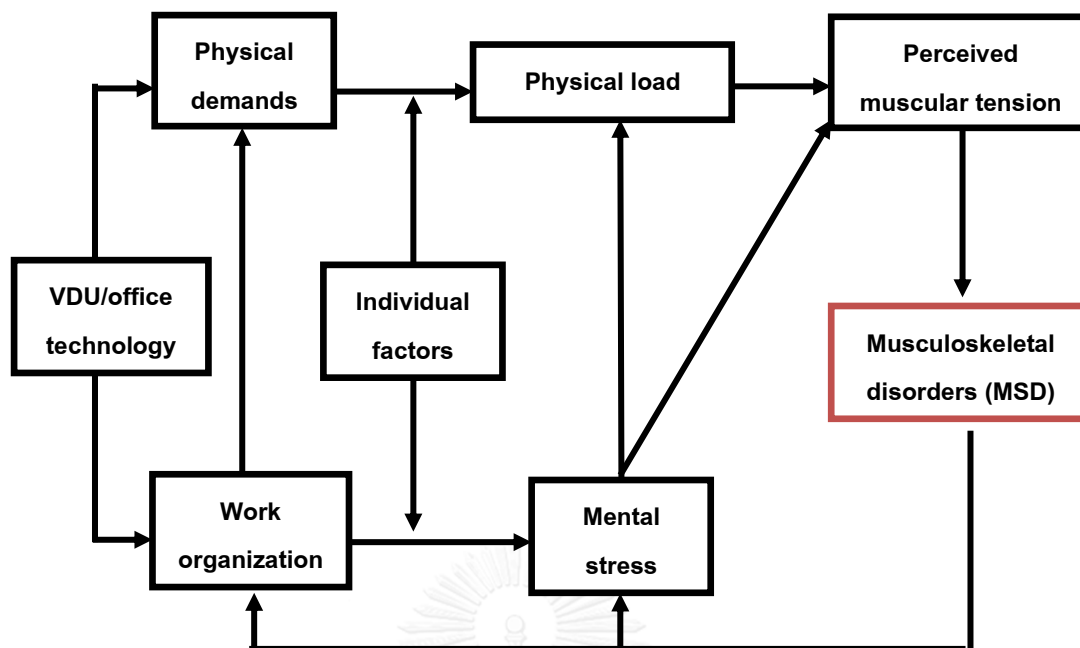 Physical
demands
Physical load
Perceived
muscular tension
VDU/office
technology
Individual
factors
Musculoskeletal
disorders (MSD)
Work
organization
Mental
stress